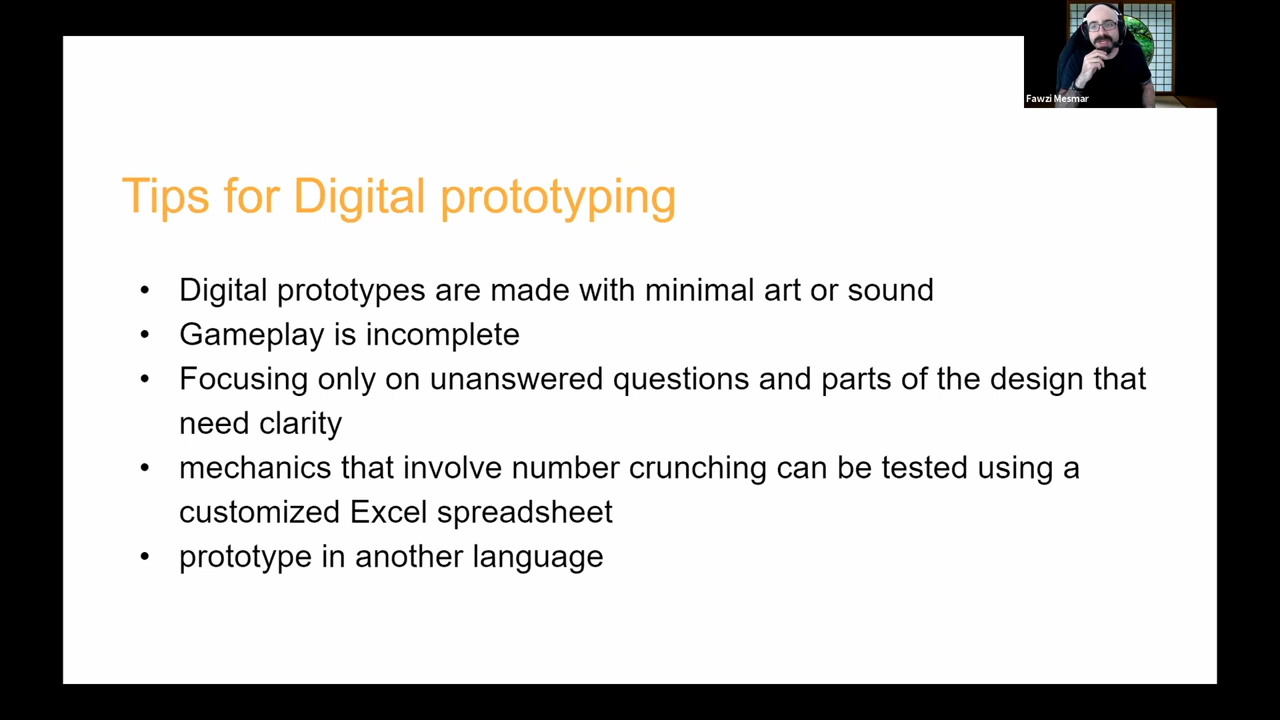 Fawzi Mesmar
Tips for Digital prototyping
• Digital prototypes are made with minimal art or sound
• Gameplay is incomplete
• Focusing only on unanswered questions and parts of the design that
need clarity
• mechanics that involve number crunching can be tested using a
customized Excel spreadsheet
• prototype in another language